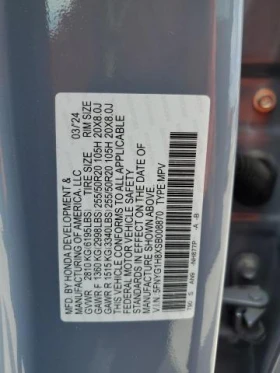 MFD. BY HONDA DEVELOPMENT & 03/24
MANUFACTURING OF AMERICA, LLC
GVWR 2810KG(6195LBS) TIRE SIZE RIM SIZE
GAWR F 1360KG(2998LBS) 255/50R20 105H 20X8.0J
GAWR R 1515KG(3340LBS) 255/50R20 105H 20X8.0J
THIS VEHICLE CONFORMS TO ALL APPLICABLE
FEDERAL MOTOR VEHICLE SAFETY
STANDARDS IN EFFECT ON THE DATE OF
MANUFACTURE SHOWN ABOVE.
V.I.N.: 5FNYG1H8XSB008870 TYPE MPV